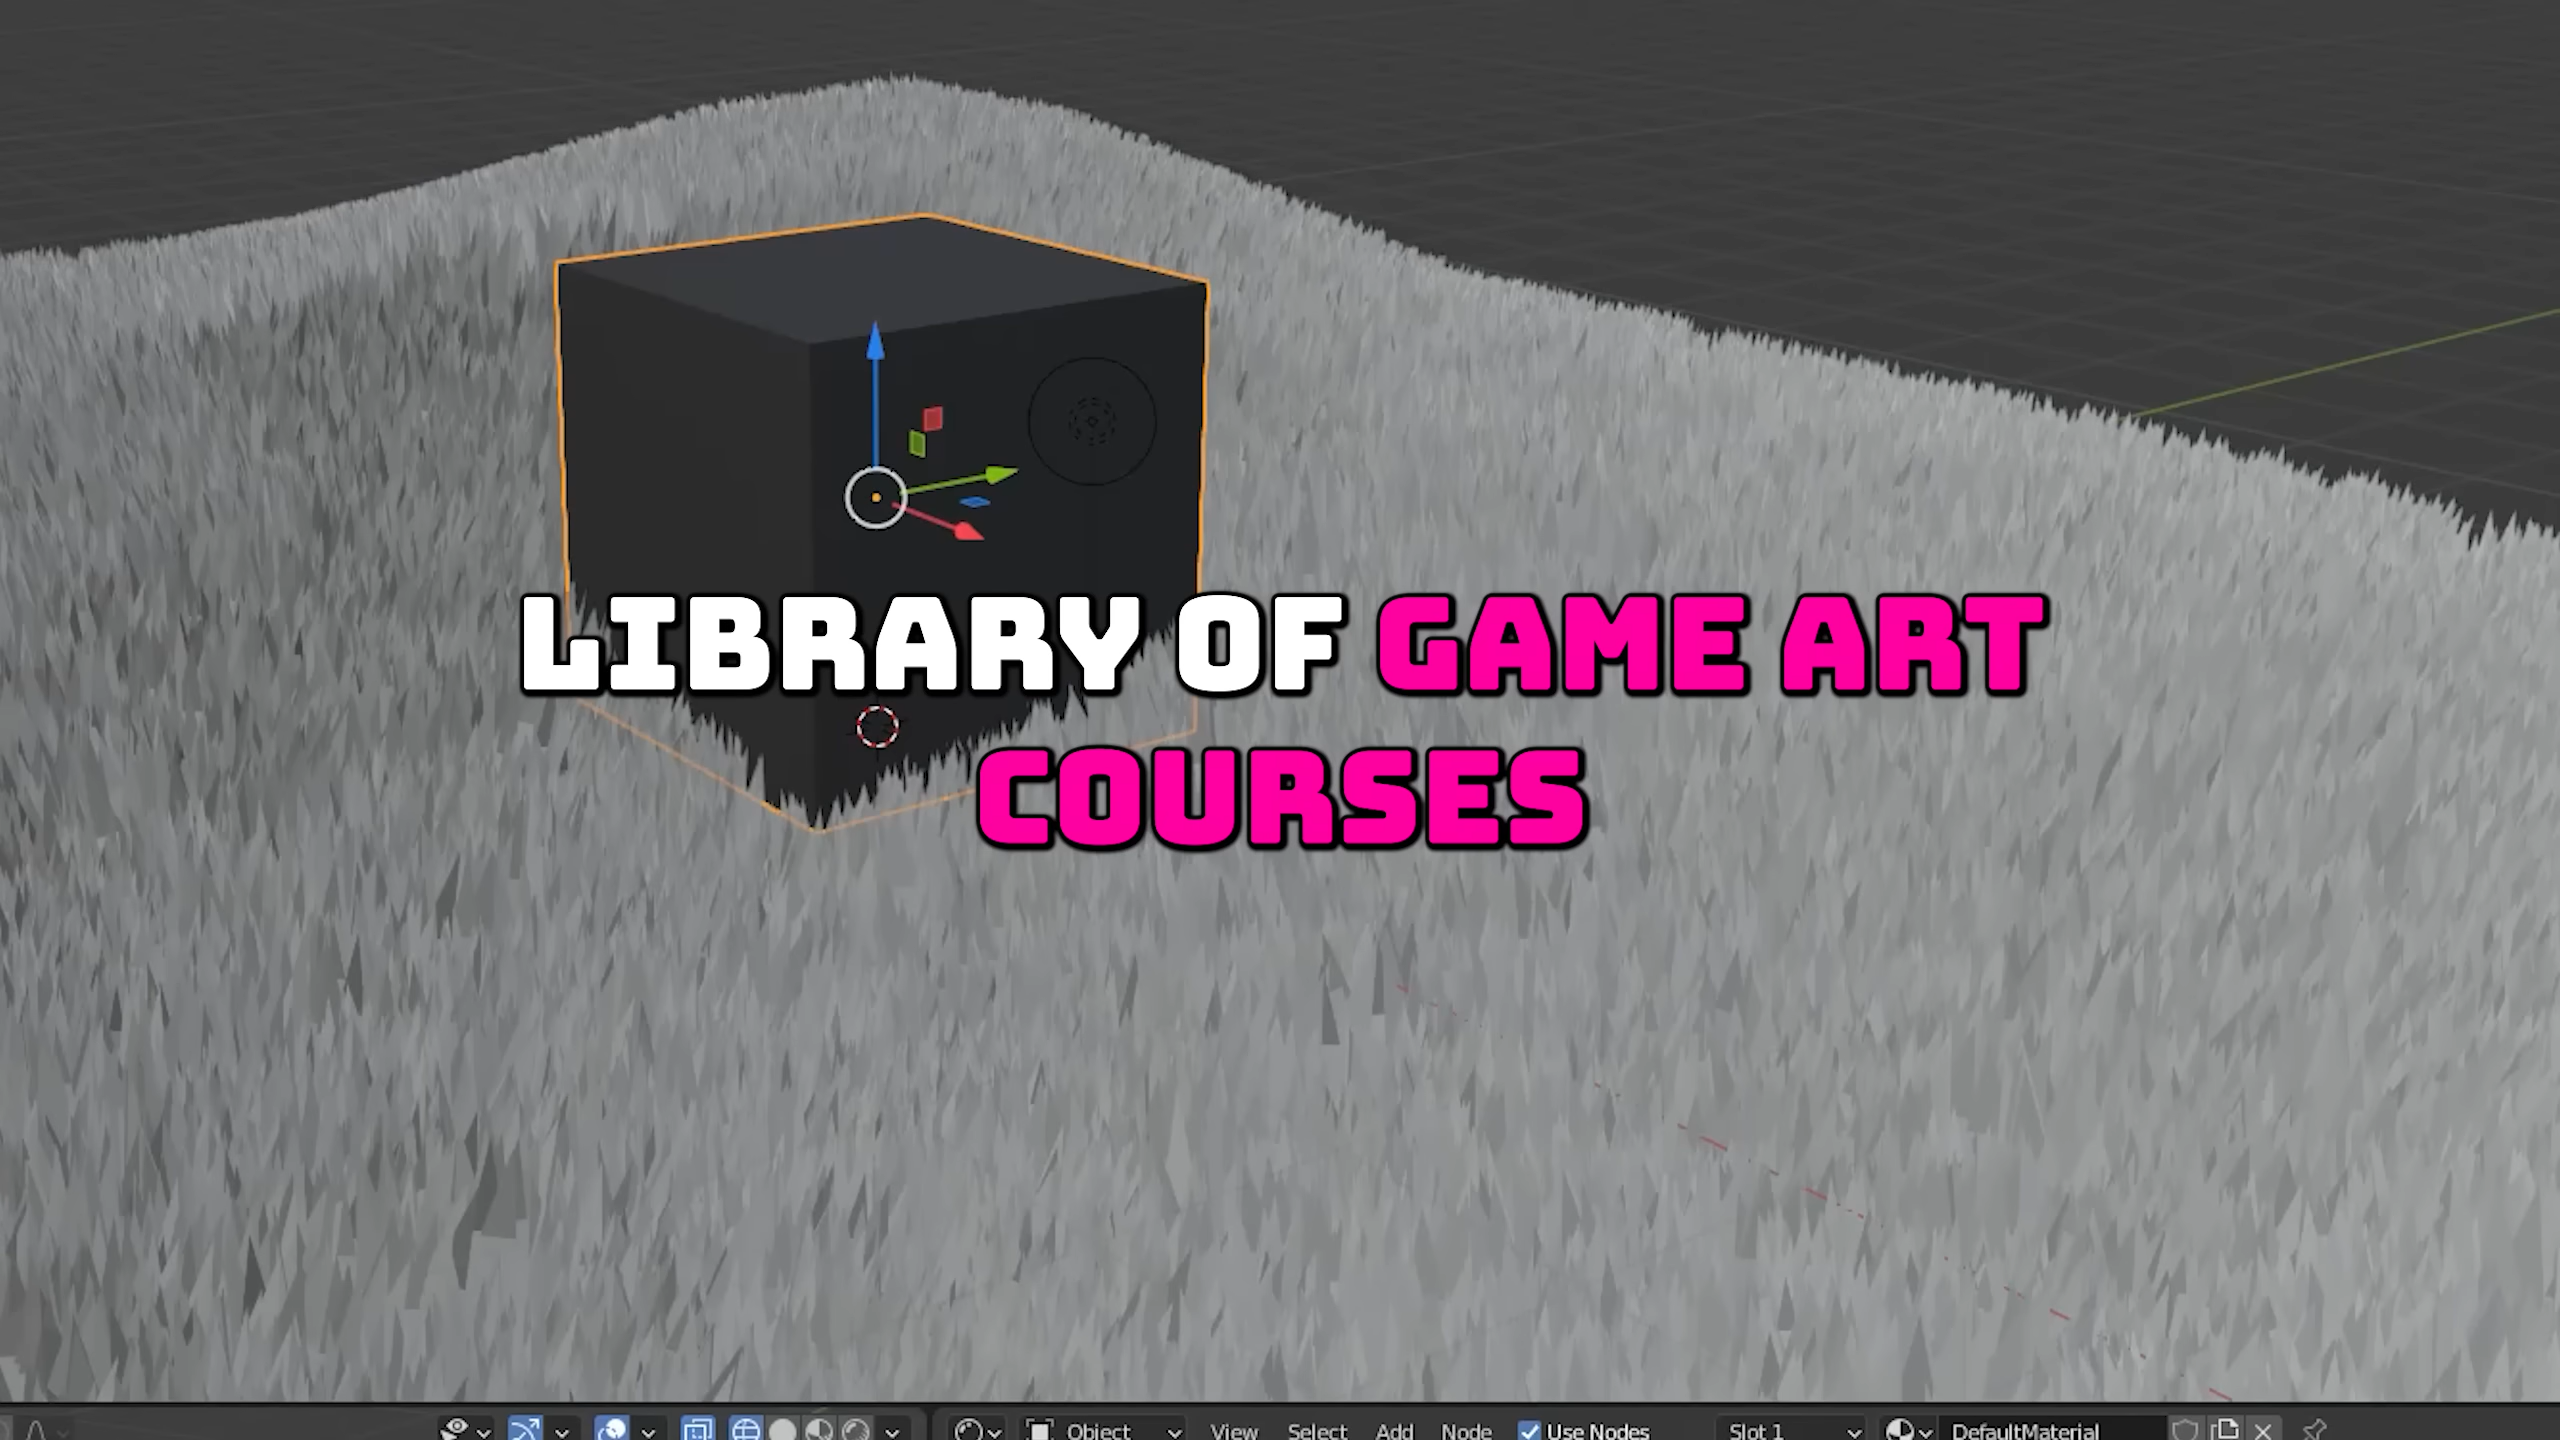 LIBRARY OF GAME ART
COURSES
Object View Select Add Node Use Nodes Slot 1 DefaultMaterial